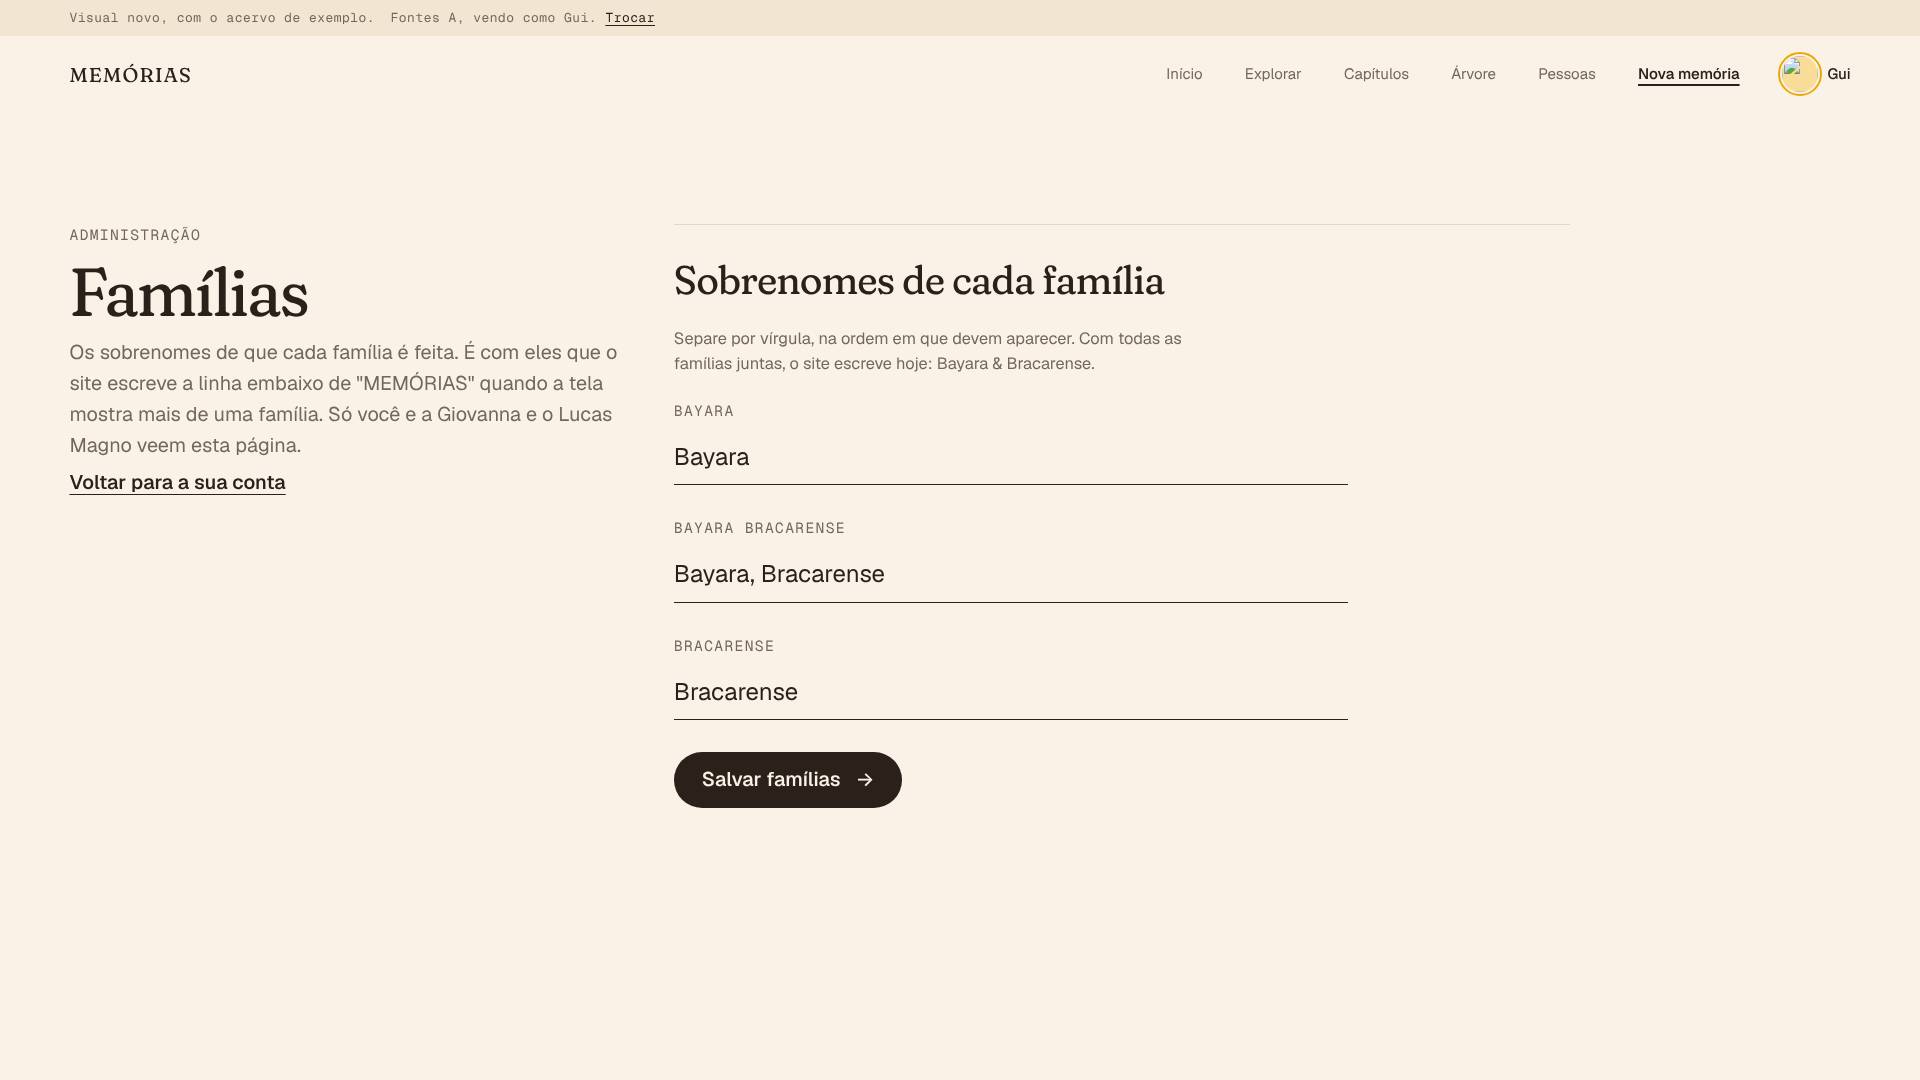 Visual novo, com o acervo de exemplo. Fontes A, vendo como Gui. Trocar
MEMÓRIAS
Início
Explorar
Capítulos
Árvore
Pessoas
Nova memória
Gui
ADMINISTRAÇÃO
Famílias
Os sobrenomes de que cada família é feita. É com eles que o
site escreve a linha embaixo de "MEMÓRIAS" quando a tela
mostra mais de uma família. Só você e a Giovanna e o Lucas
Magno veem esta página.
Voltar para a sua conta
Sobrenomes de cada família
Separe por vírgula, na ordem em que devem aparecer. Com todas as
famílias juntas, o site escreve hoje: Bayara & Bracarense.
BAYARA
Bayara
BAYARA BRACARENSE
Bayara, Bracarense
BRACARENSE
Bracarense
Salvar famílias →